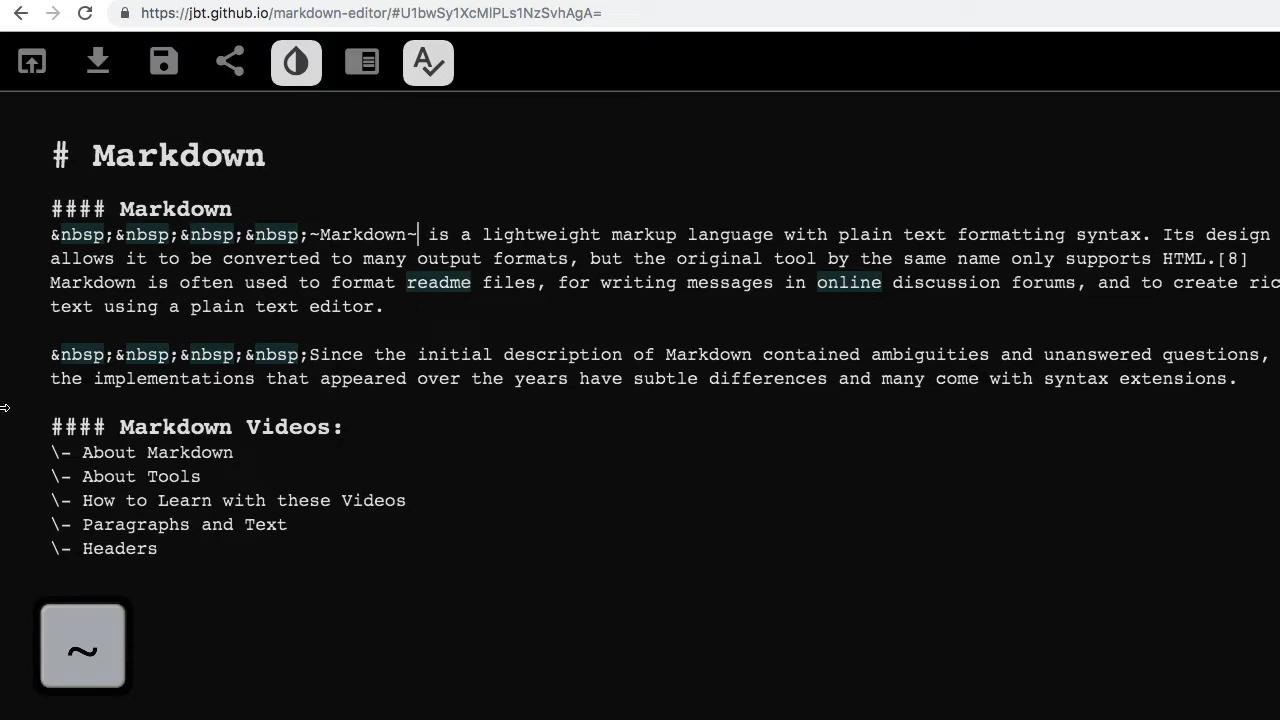 https://jbt.github.io/markdown-editor/#U1bwSy1XcMlPLs1NzSvhAgA=
# Markdown
#### Markdown
&nbsp;&nbsp;&nbsp;&nbsp;~Markdown~ is a lightweight markup language with plain text formatting syntax. Its design
allows it to be converted to many output formats, but the original tool by the same name only supports HTML.[8]
Markdown is often used to format readme files, for writing messages in online discussion forums, and to create ric
text using a plain text editor.
&nbsp;&nbsp;&nbsp;&nbsp;Since the initial description of Markdown contained ambiguities and unanswered questions,
the implementations that appeared over the years have subtle differences and many come with syntax extensions.
#### Markdown Videos:
\- About Markdown
\- About Tools
\- How to Learn with these Videos
\- Paragraphs and Text
\- Headers
~